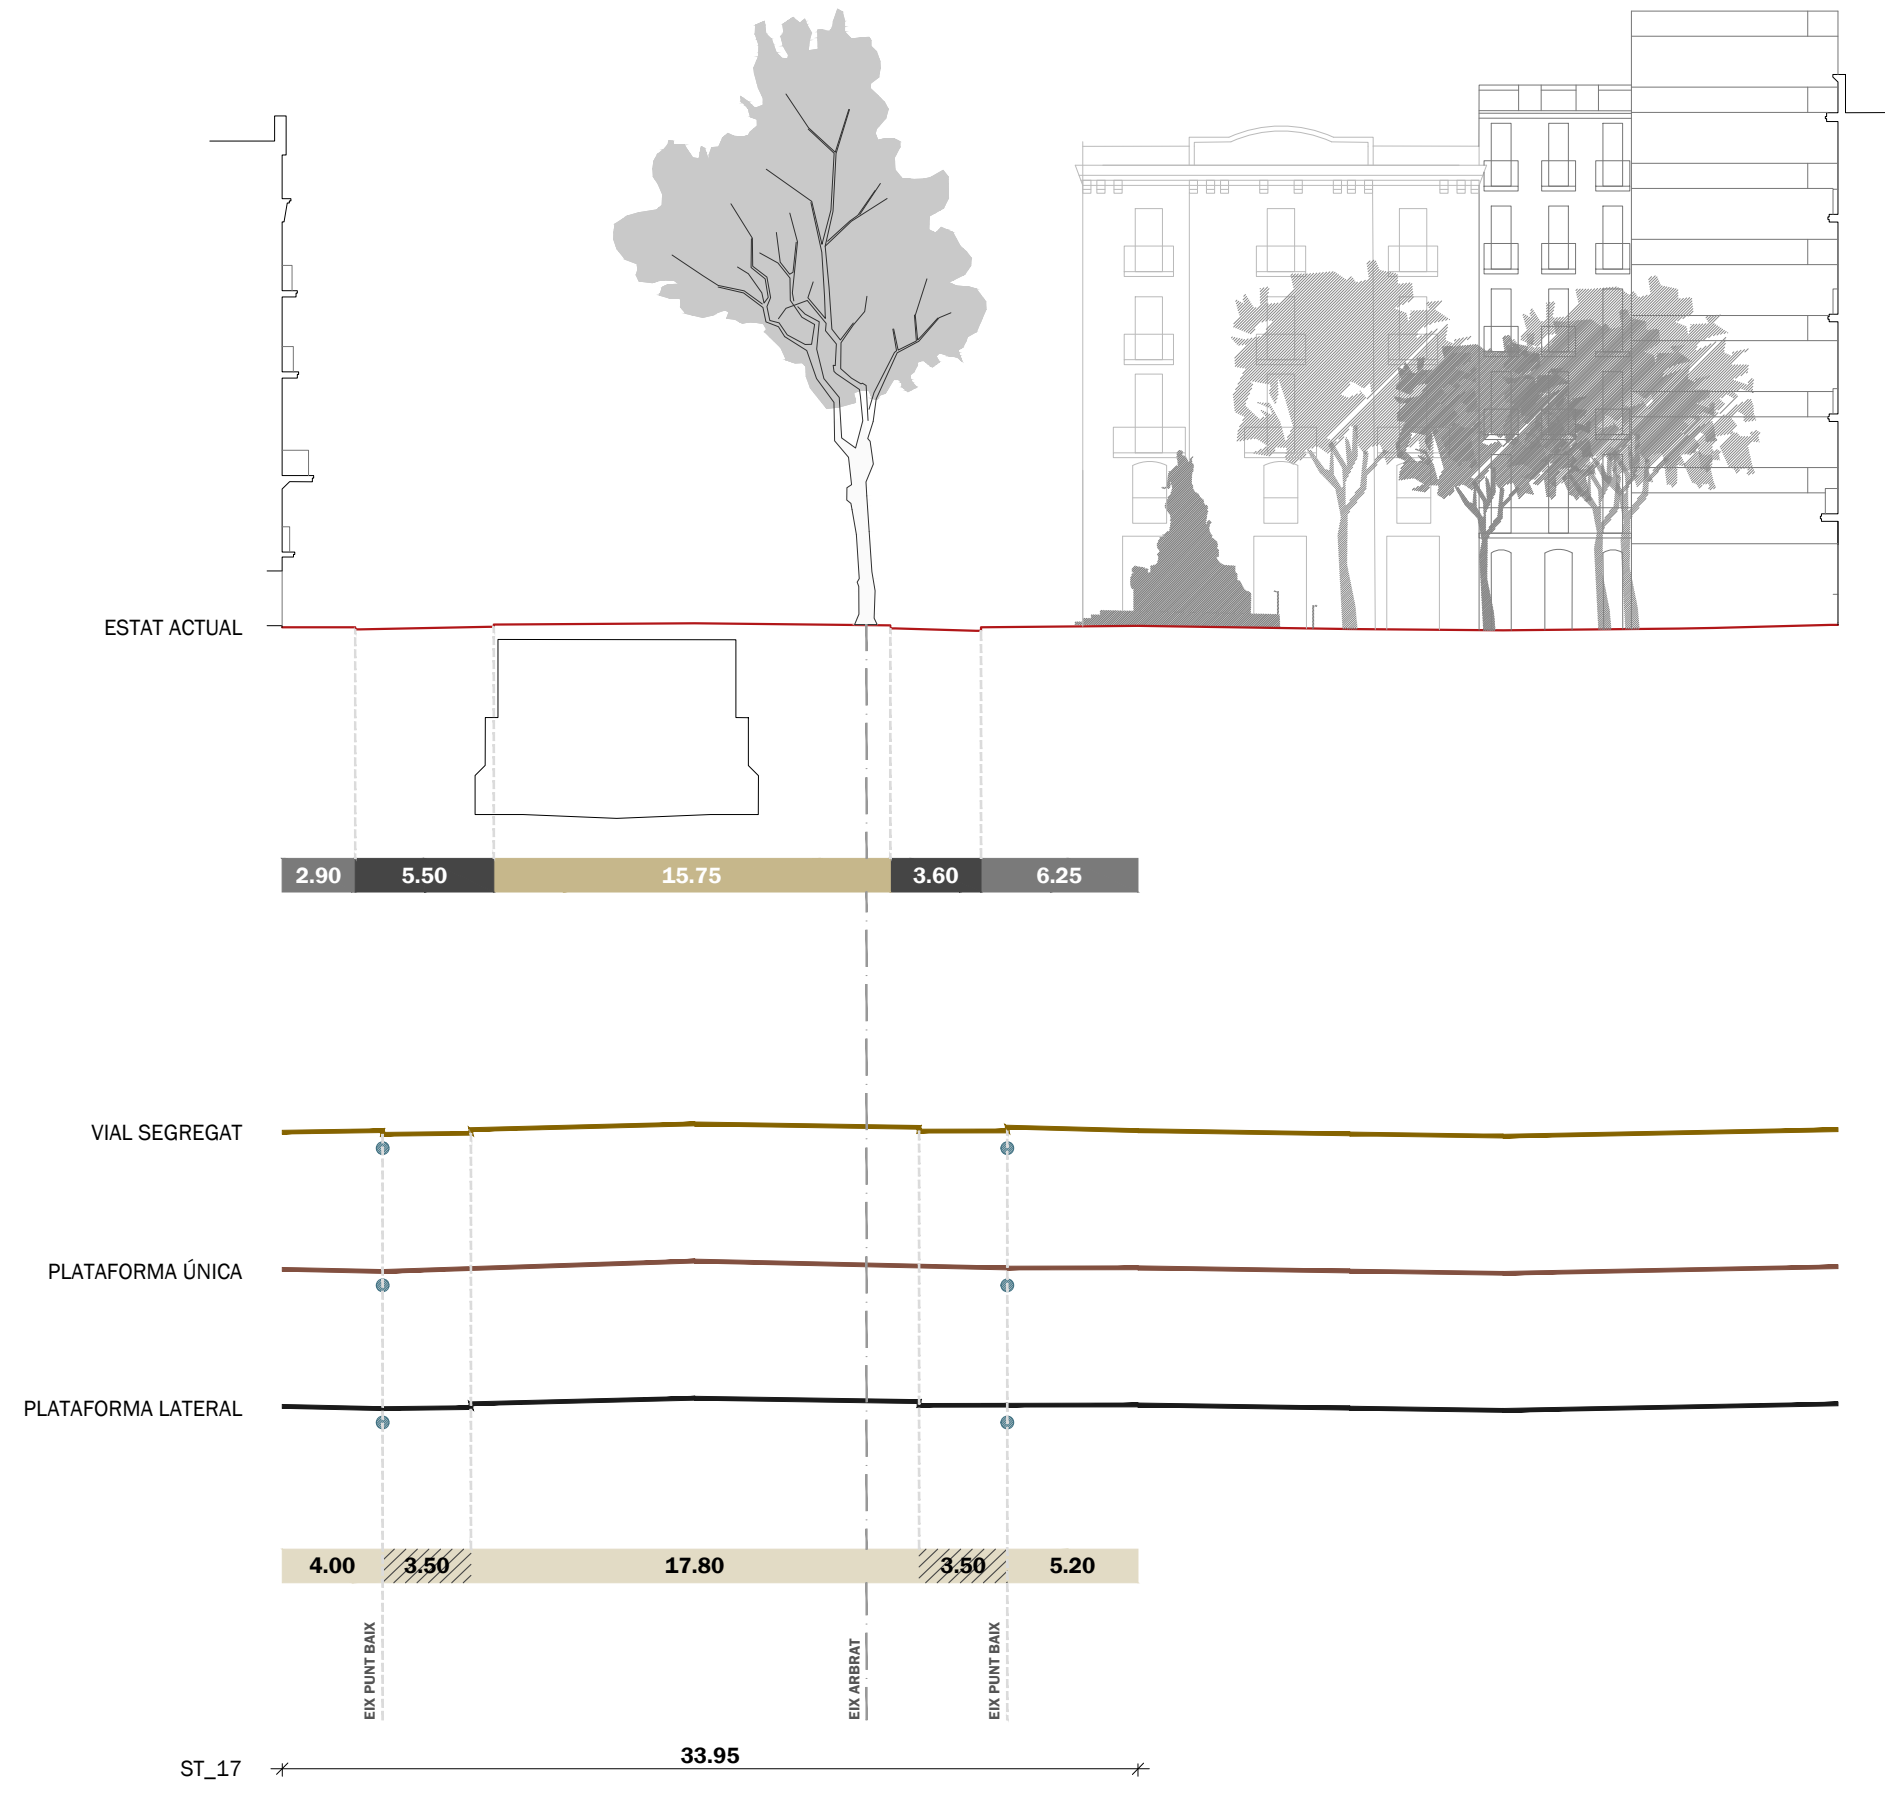 ESTAT ACTUAL
2.90 5.50 15.75 3.60 6.25
VIAL SEGREGAT
PLATAFORMA ÚNICA
PLATAFORMA LATERAL
4.00 3.50 17.80 3.50 5.20
EIX PUNT BAIX
EIX ARBRAT
EIX PUNT BAIX
33.95
ST_17